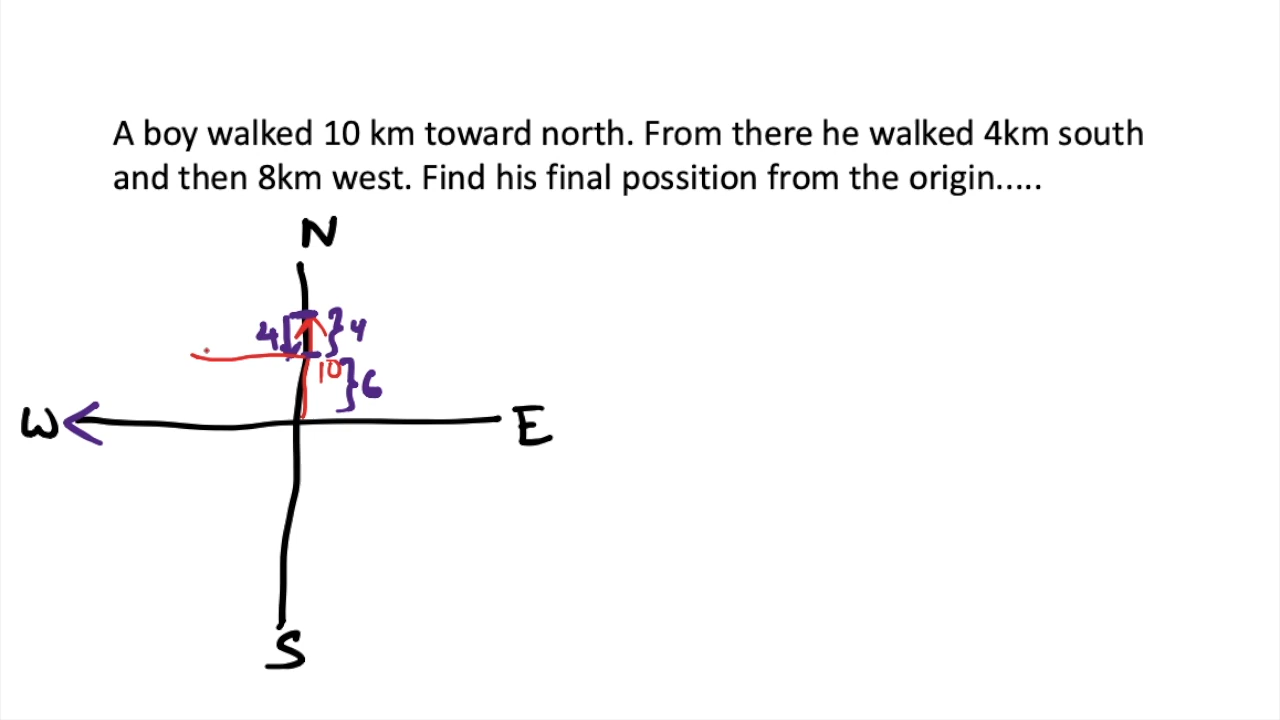 A boy walked 10 km toward north. From there he walked 4km south
and then 8km west. Find his final possition from the origin.....
N
4 4
10 6
W E
S